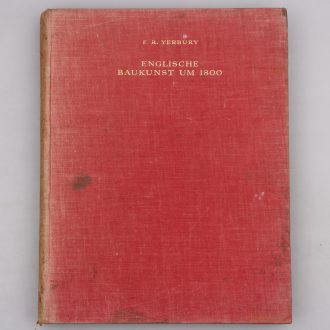 F. R. YERBURY
ENGLISCHE
BAUKUNST UM 1800